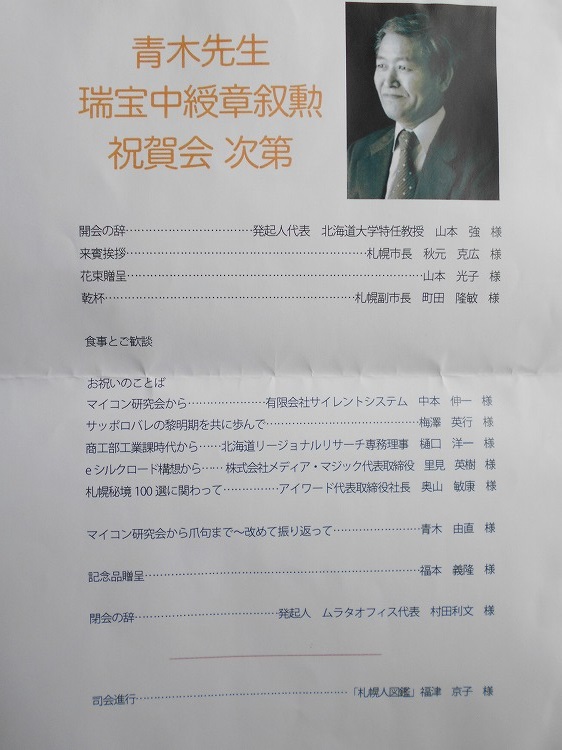 青木先生
瑞宝中綬章叙勲
祝賀会 次第
開会の辞………………………………発起人代表 北海道大学特任教授 山本 強 様
来賓挨拶……………………………………………………………札幌市長 秋元 克広 様
花束贈呈…………………………………………………………………………山本 光子 様
乾杯……………………………………………………………札幌副市長 町田 隆敏 様
食事とご歓談
お祝いのことば
マイコン研究会から…………………有限会社サイレントシステム 中本 伸一 様
サッポロバレの黎明期を共に歩んで……………………………………梅澤 英行 様
商工部工業課時代から……北海道リージョナルリサーチ専務理事 樋口 洋一 様
eシルクロード構想から……株式会社メディア・マジック代表取締役 里見 英樹 様
札幌秘境100選に関わって……………アイワード代表取締役社長 奥山 敏康 様
マイコン研究会から爪句まで～改めて振り返って……………………青木 由直 様
記念品贈呈……………………………………………………………………福本 義隆 様
閉会の辞…………………………………発起人 ムラタオフィス代表 村田利文 様
司会進行……………………………………………………「札幌人図鑑」福津 京子 様